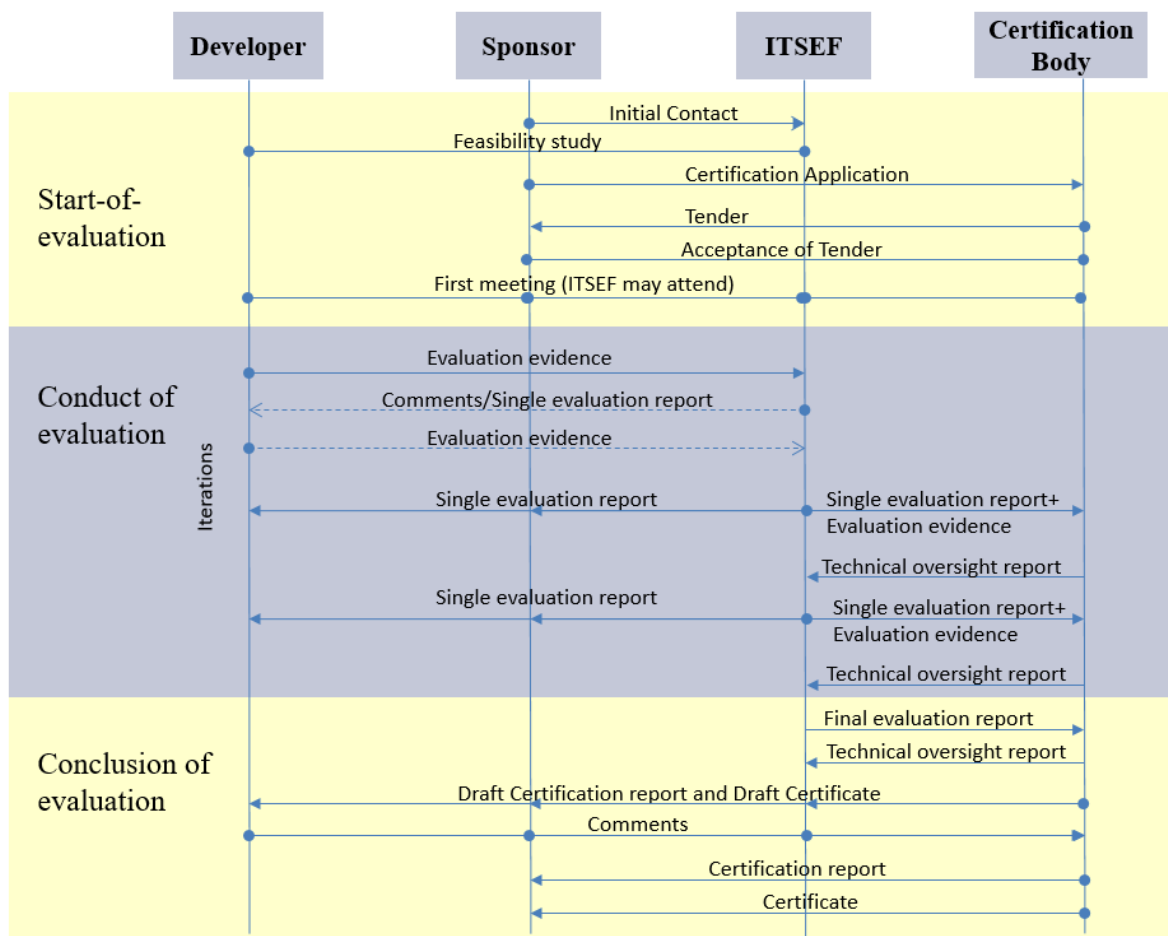 Developer
Sponsor
ITSEF
Certification
Body
Start-of-
evaluation
Initial Contact
Feasibility study
Certification Application
Tender
Acceptance of Tender
First meeting (ITSEF may attend)
Conduct of
evaluation
Iterations
Evaluation evidence
Comments/Single evaluation report
Evaluation evidence
Single evaluation report
Single evaluation report+
Evaluation evidence
Technical oversight report
Single evaluation report
Single evaluation report+
Evaluation evidence
Technical oversight report
Conclusion of
evaluation
Final evaluation report
Technical oversight report
Draft Certification report and Draft Certificate
Comments
Certification report
Certificate